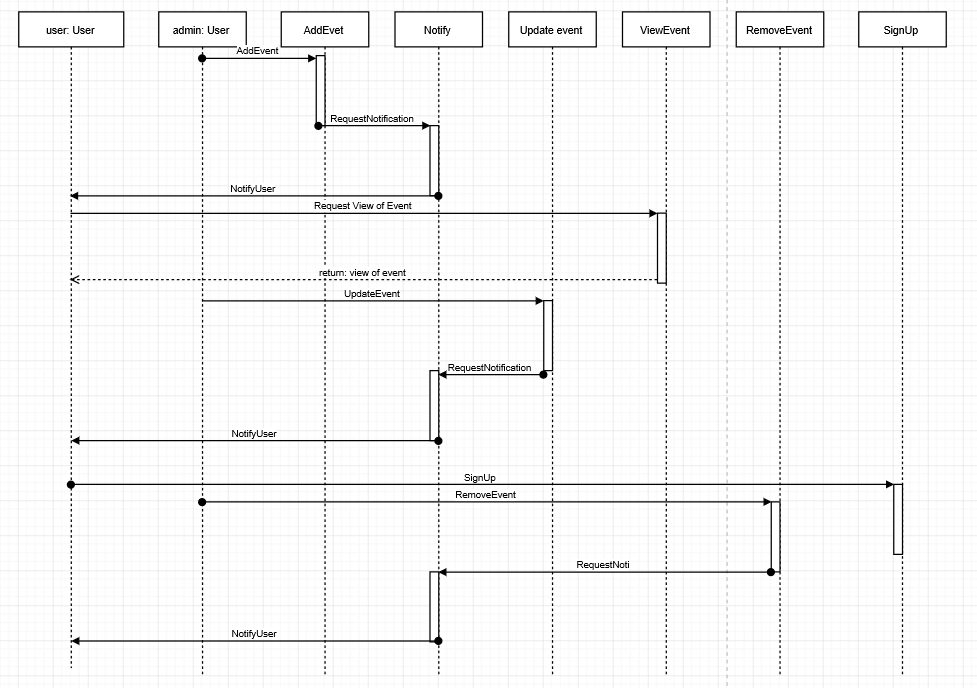 user: User
admin: User
AddEvet
Notify
Update event
ViewEvent
RemoveEvent
SignUp
AddEvent
RequestNotification
NotifyUser
Request View of Event
return: view of event
UpdateEvent
RequestNotification
NotifyUser
SignUp
RemoveEvent
RequestNoti
NotifyUser